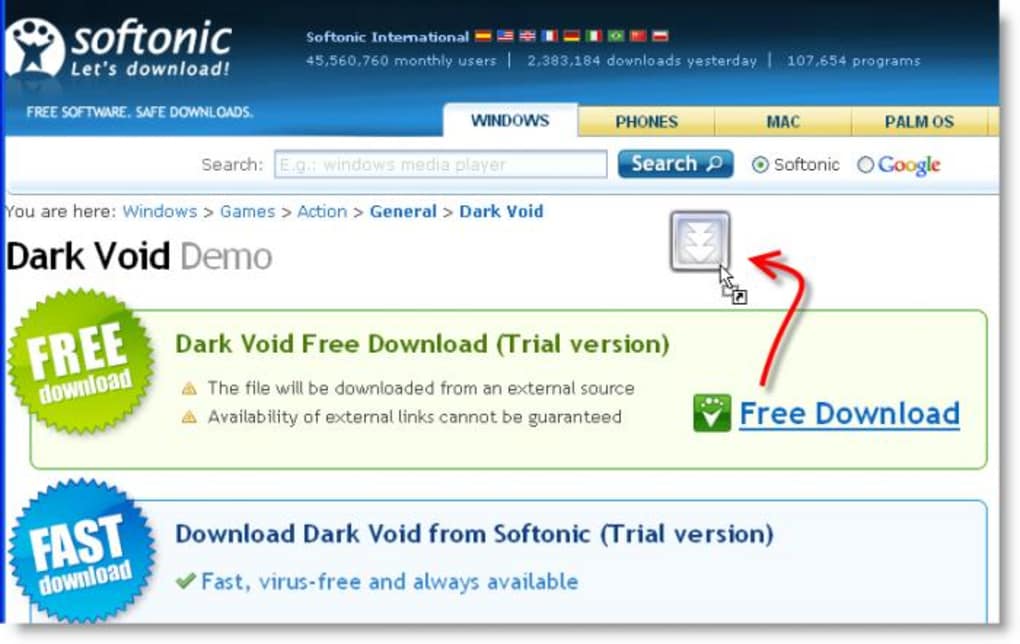 softonic
Let's download!
Softonic International
45,560,760 monthly users | 2,383,184 downloads yesterday | 107,654 programs
FREE SOFTWARE. SAFE DOWNLOADS.
WINDOWS PHONES MAC PALM OS
Search: E.g.: windows media player Search Softonic Google
You are here: Windows > Games > Action > General > Dark Void
Dark Void Demo
FREE download
Dark Void Free Download (Trial version)
The file will be downloaded from an external source
Availability of external links cannot be guaranteed
Free Download
FAST download
Download Dark Void from Softonic (Trial version)
Fast, virus-free and always available